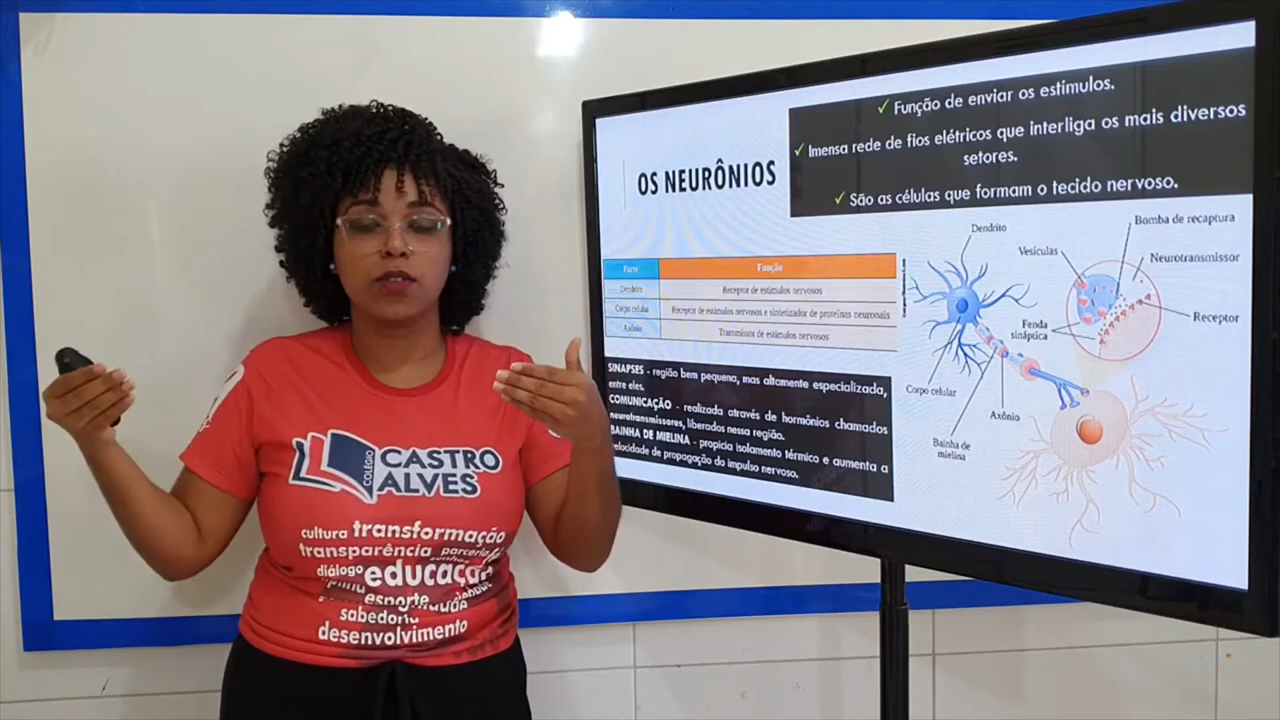 ✓ Função de enviar os estímulos.
✓ Imensa rede de fios elétricos que interliga os mais diversos
setores.
✓ São as células que formam o tecido nervoso.
OS NEURÔNIOS
Parte Função
Dendrito Receptor de estímulos nervosos
Corpo celular Receptor de estímulos nervosos e sintetizador de proteínas neuronais
Axônio Transmissor de estímulos nervosos
SINAPSES - região bem pequena, mas altamente especializada,
entre eles.
COMUNICAÇÃO - realizada através de hormônios chamados
neurotransmissores, liberados nessa região.
BAINHA DE MIELINA - propicia isolamento térmico e aumenta a
velocidade de propagação do impulso nervoso.
Dendrito
Bomba de recaptura
Vesículas
Neurotransmissor
Receptor
Fenda
sináptica
Corpo celular
Axônio
Bainha de
mielina
COLÉGIO
CASTRO
ALVES
cultura transformação
transparência parceria
diálogo educação
esporte
sabedoria
desenvolvimento